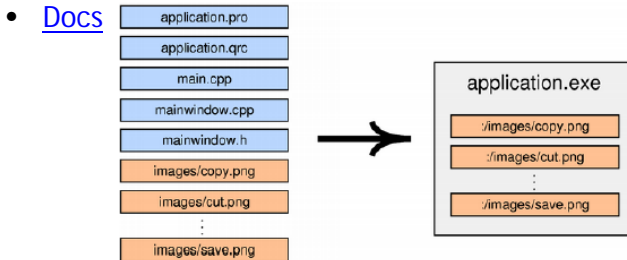 • Docs
application.pro
application.qrc
main.cpp
mainwindow.cpp
mainwindow.h
images/copy.png
images/cut.png
⋮
images/save.png
application.exe
:/images/copy.png
:/images/cut.png
⋮
:/images/save.png